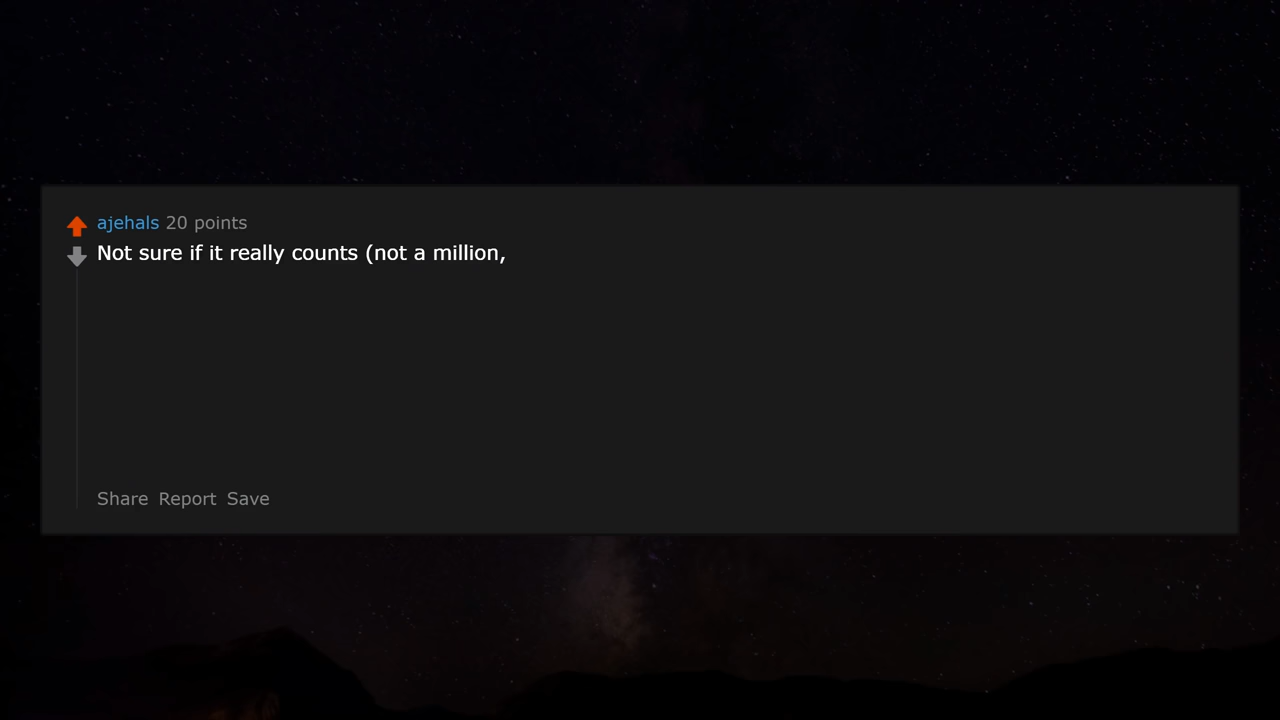 ajehals 20 points
Not sure if it really counts (not a million,
Share Report Save